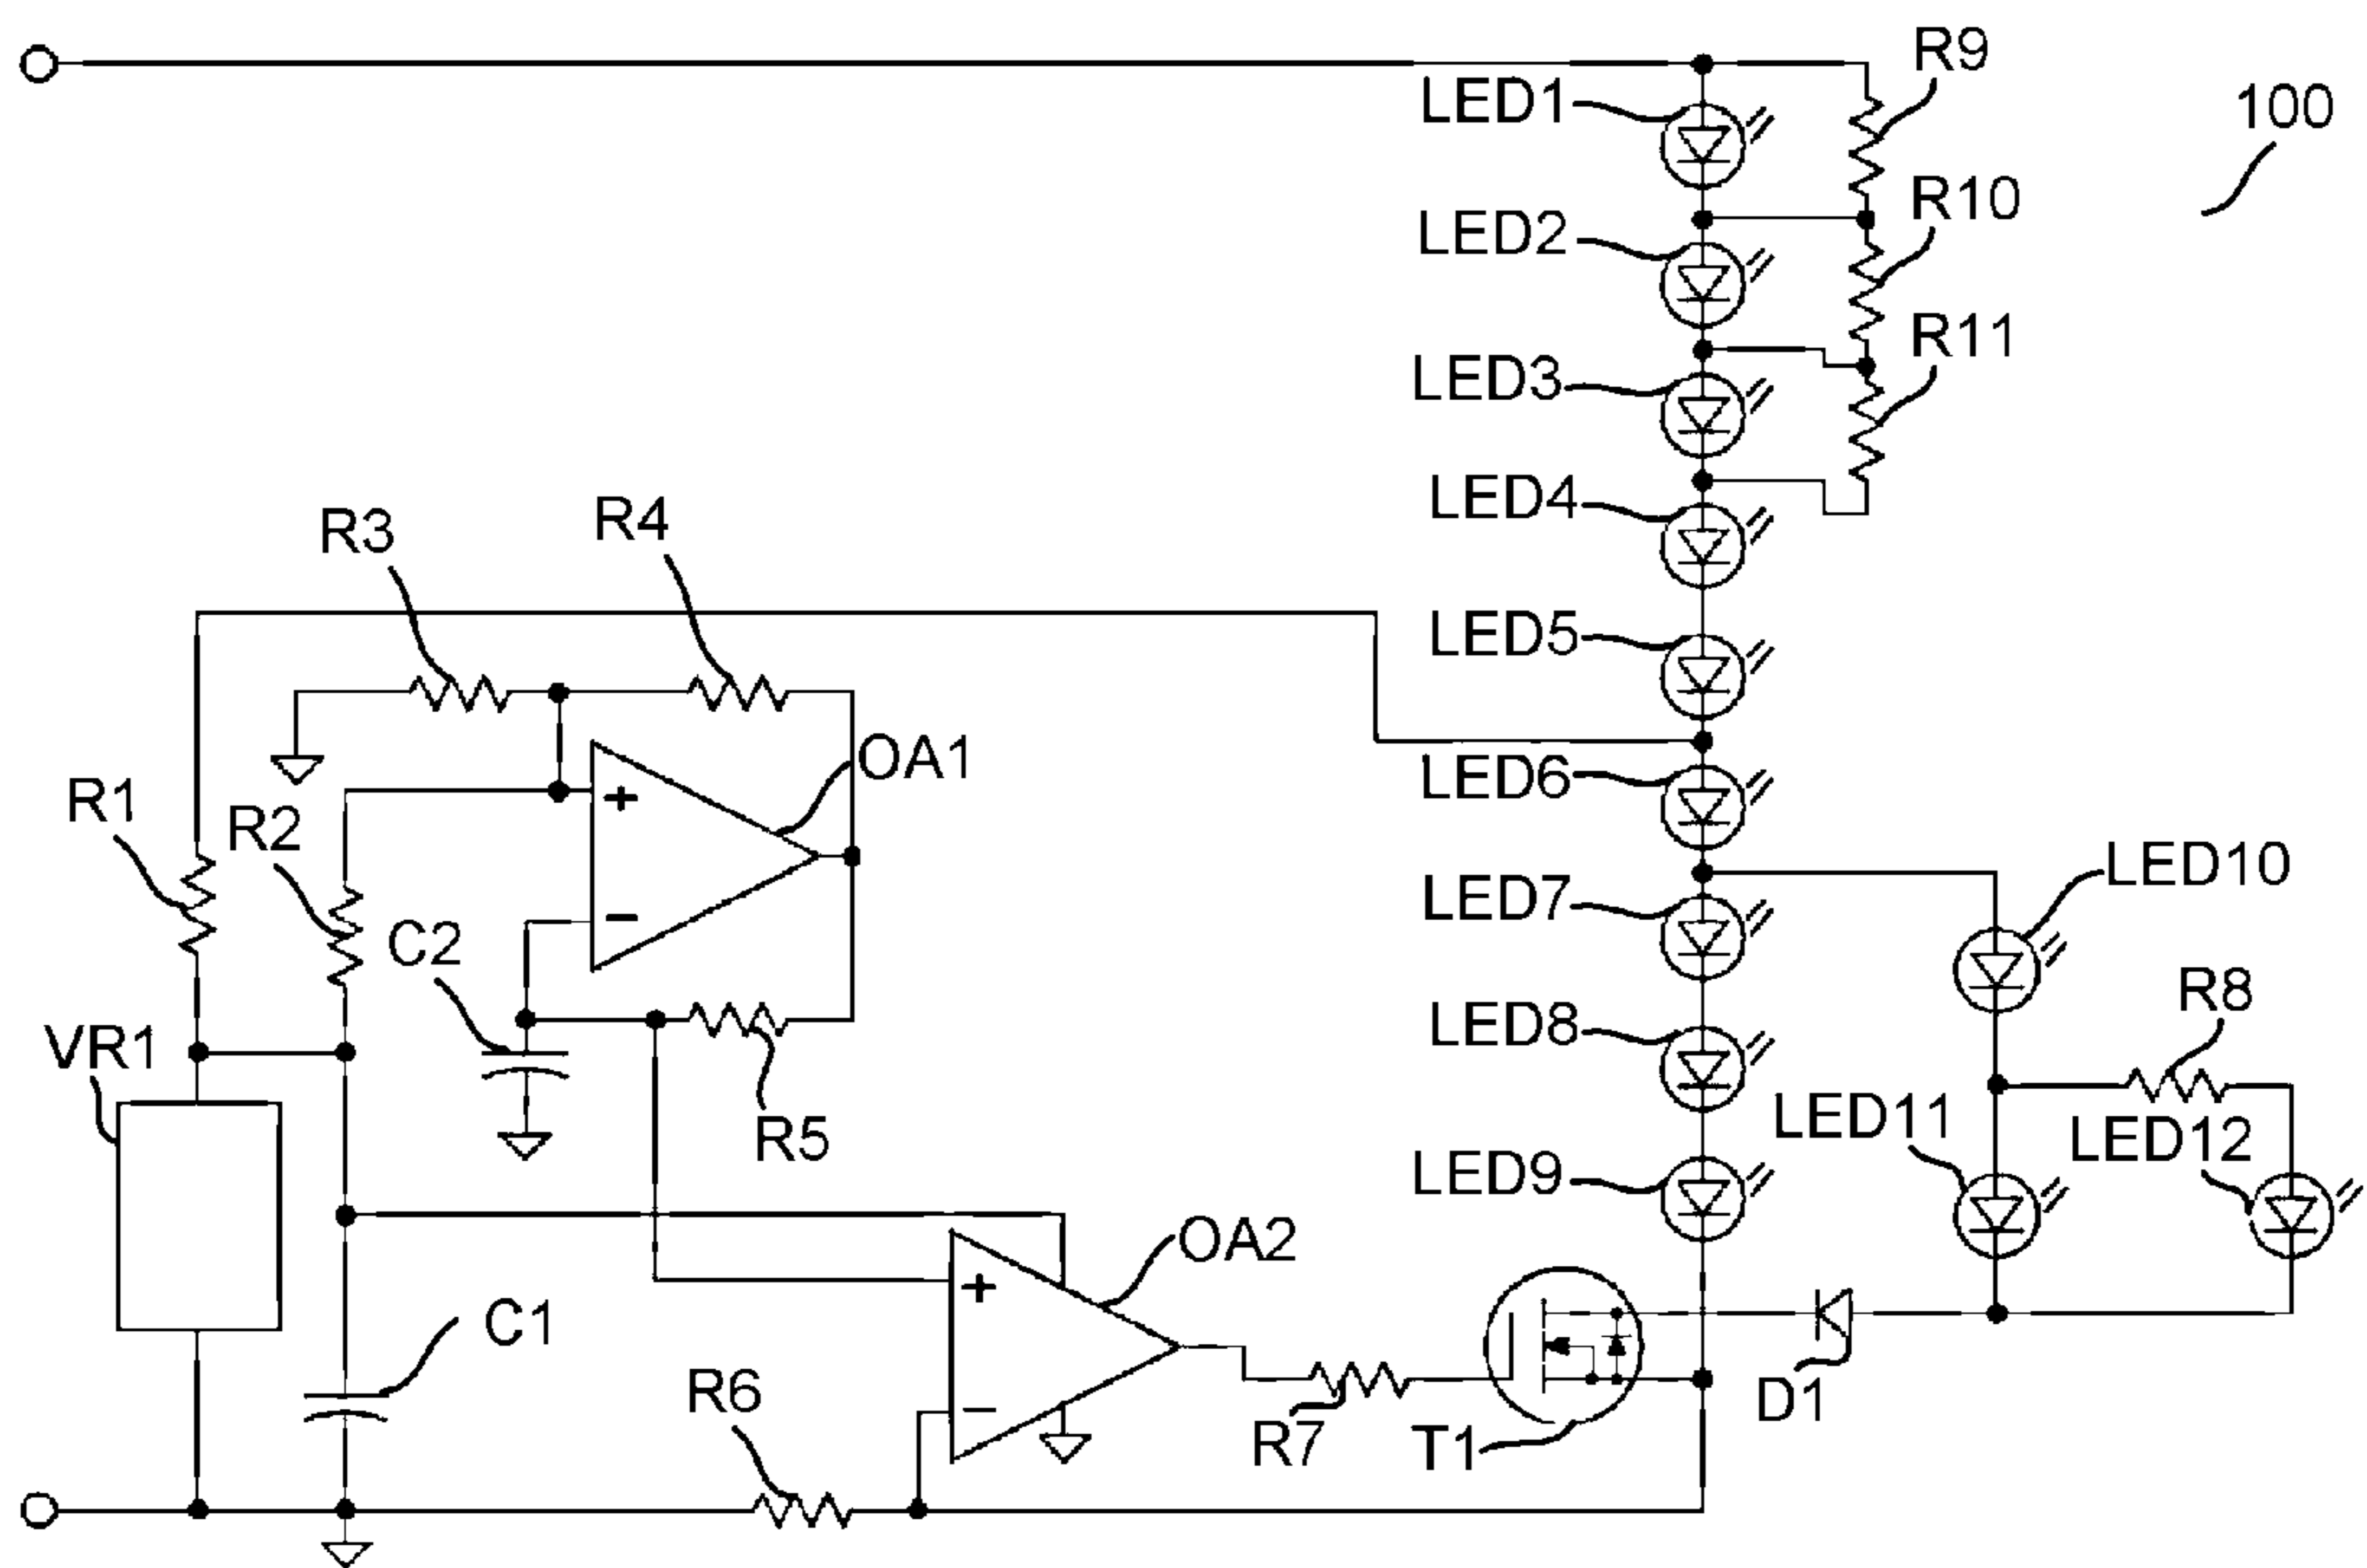 R9
LED1
100
R10
LED2
R11
LED3
LED4
R4
R3
LED5
OA1
LED6
R1
R2
LED10
LED7
C2
R8
LED8
VR1
LED11
R5
LED12
LED9
+
−
OA2
+
−
C1
R6
D1
R7
T1